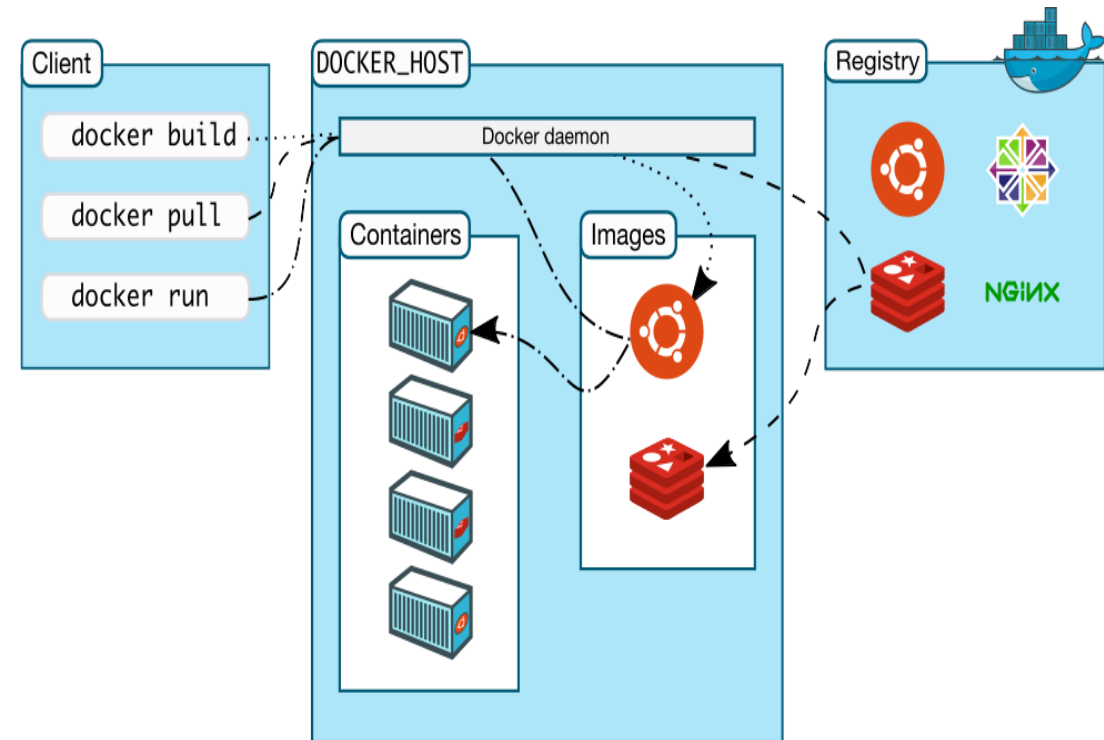 Client
docker build
docker pull
docker run
DOCKER_HOST
Docker daemon
Containers
Images
Registry
NGiNX